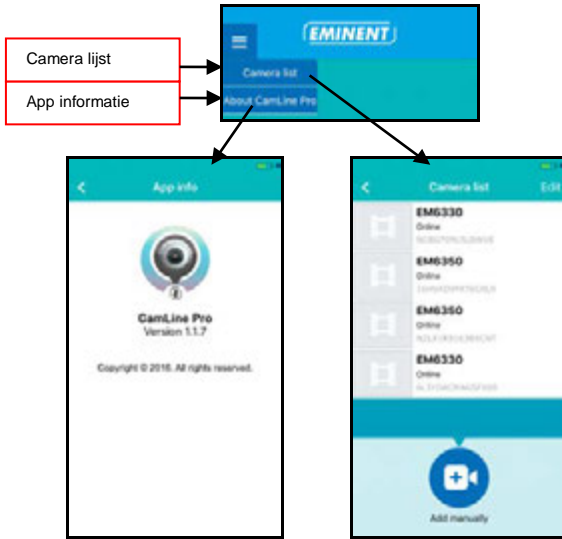 EMINENT
Camera lijst
Camera list
App informatie
About CamLine Pro
App info
CamLine Pro
Version 1.1.7
Copyright © 2016. All rights reserved.
Camera list
Edit
EM6330
Online
EM6350
Online
EM6350
Online
EM6330
Online
Add manually